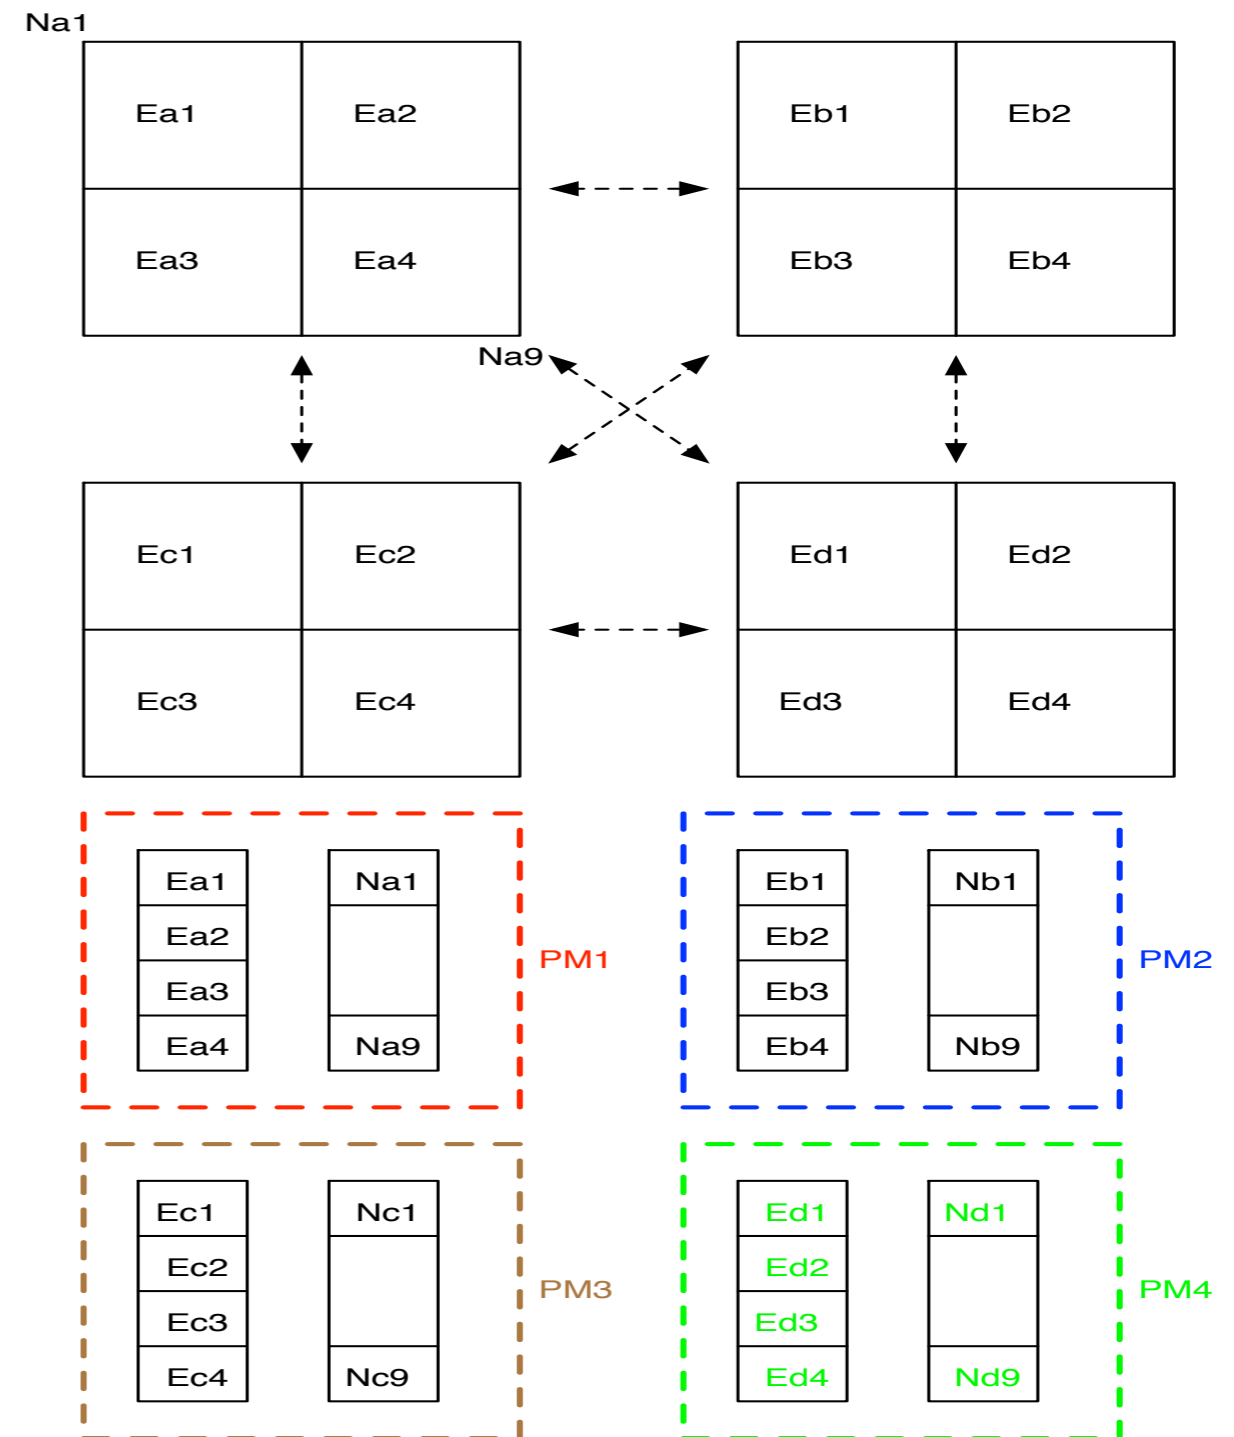 Na1
Ea1 Ea2 Eb1 Eb2
Ea3 Ea4 Eb3 Eb4
Na9
Ec1 Ec2 Ed1 Ed2
Ec3 Ec4 Ed3 Ed4
Ea1 Na1
Ea2
Ea3
Ea4 Na9
PM1
Eb1 Nb1
Eb2
Eb3
Eb4 Nb9
PM2
Ec1 Nc1
Ec2
Ec3
Ec4 Nc9
PM3
Ed1 Nd1
Ed2
Ed3
Ed4 Nd9
PM4